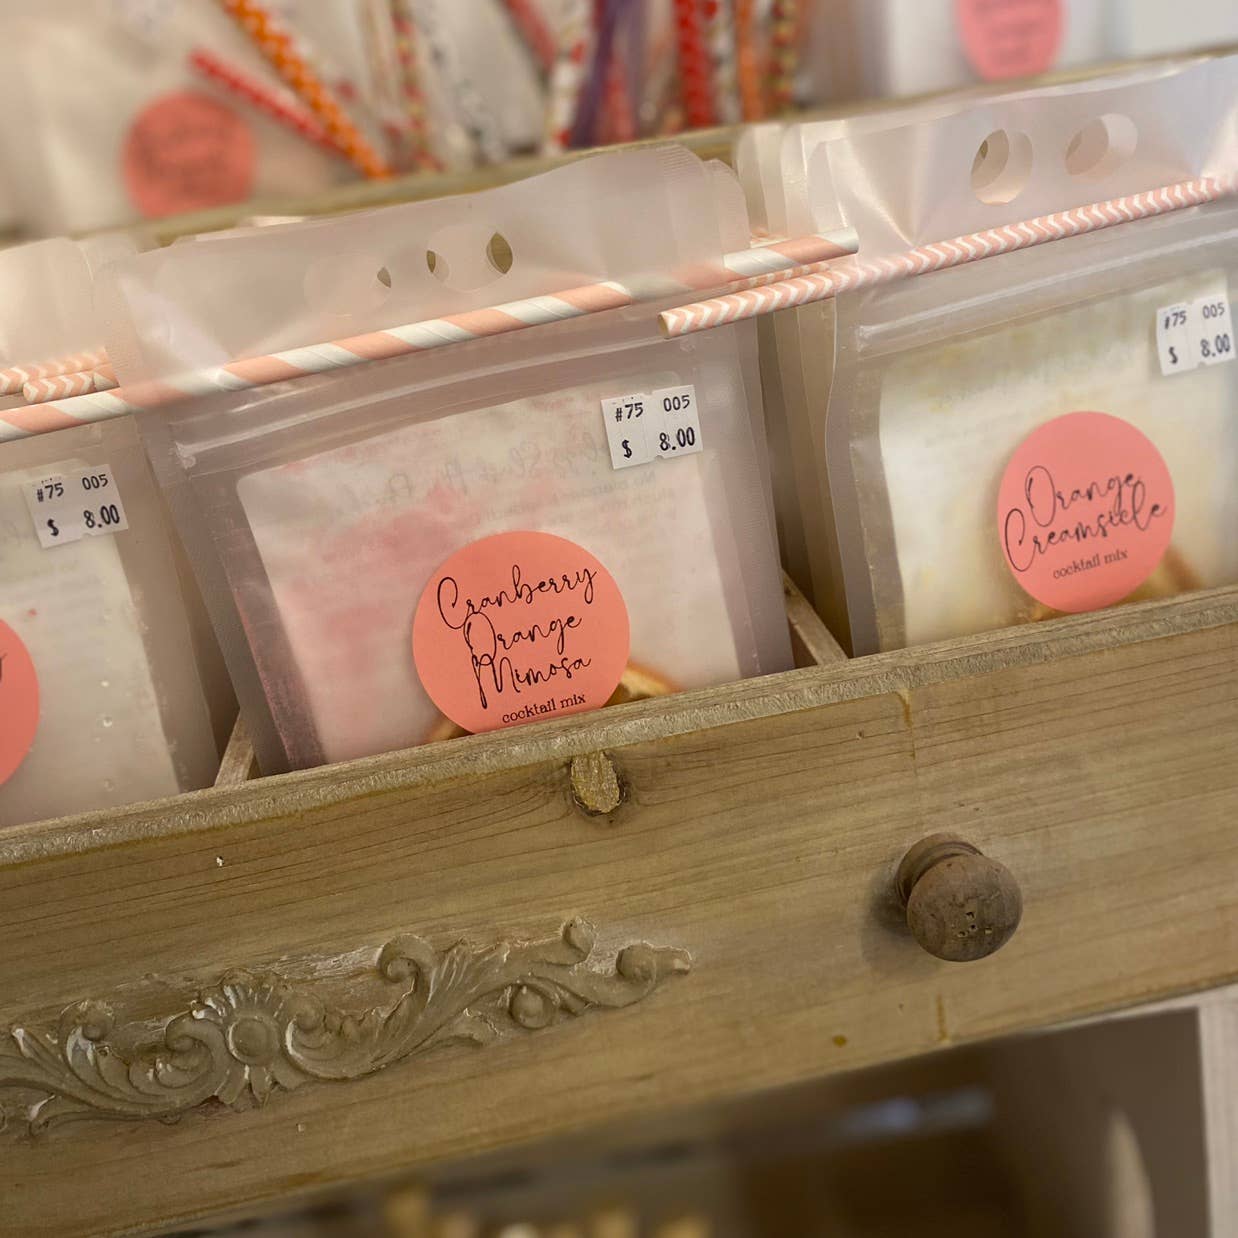 #75 005
$ 8.00
#75 005
$ 8.00
Cranberry
Orange
Mimosa
cocktail mix
#75 005
$ 8.00
Orange
Creamsicle
cocktail mix